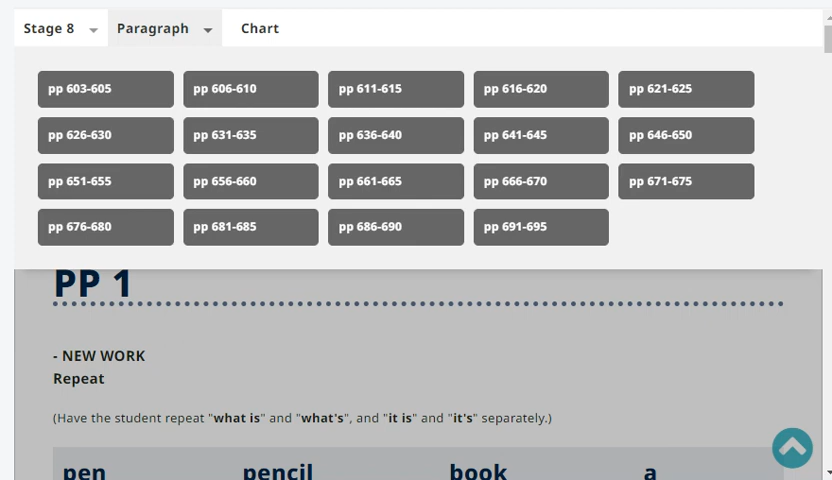 Stage 8 Paragraph Chart
pp 603-605 pp 606-610 pp 611-615 pp 616-620 pp 621-625
pp 626-630 pp 631-635 pp 636-640 pp 641-645 pp 646-650
pp 651-655 pp 656-660 pp 661-665 pp 666-670 pp 671-675
pp 676-680 pp 681-685 pp 686-690 pp 691-695
PP 1
- NEW WORK
Repeat
(Have the student repeat "what is" and "what's", and "it is" and "it's" separately.)
pen pencil book a